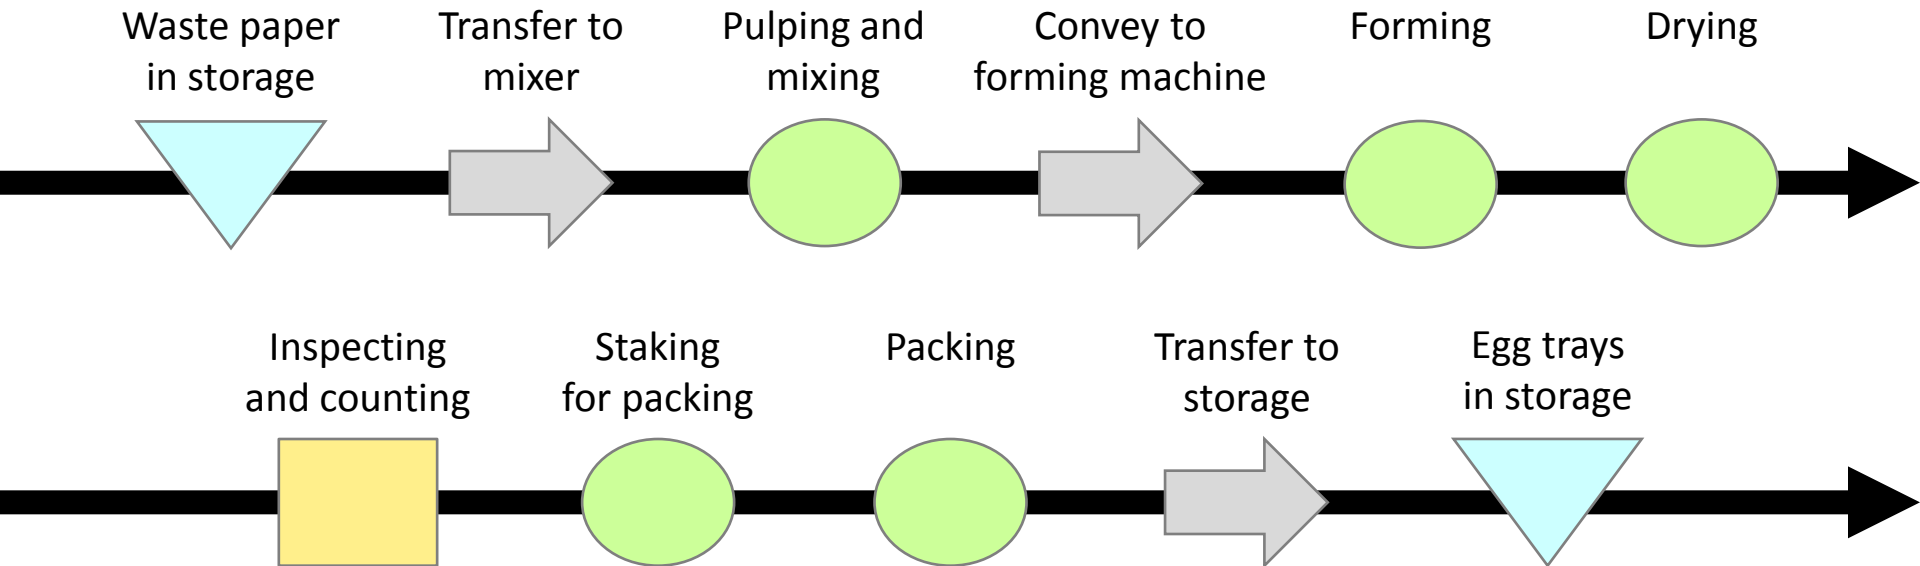 Waste paper
in storage
Transfer to
mixer
Pulping and
mixing
Convey to
forming machine
Forming
Drying
Inspecting
and counting
Staking
for packing
Packing
Transfer to
storage
Egg trays
in storage